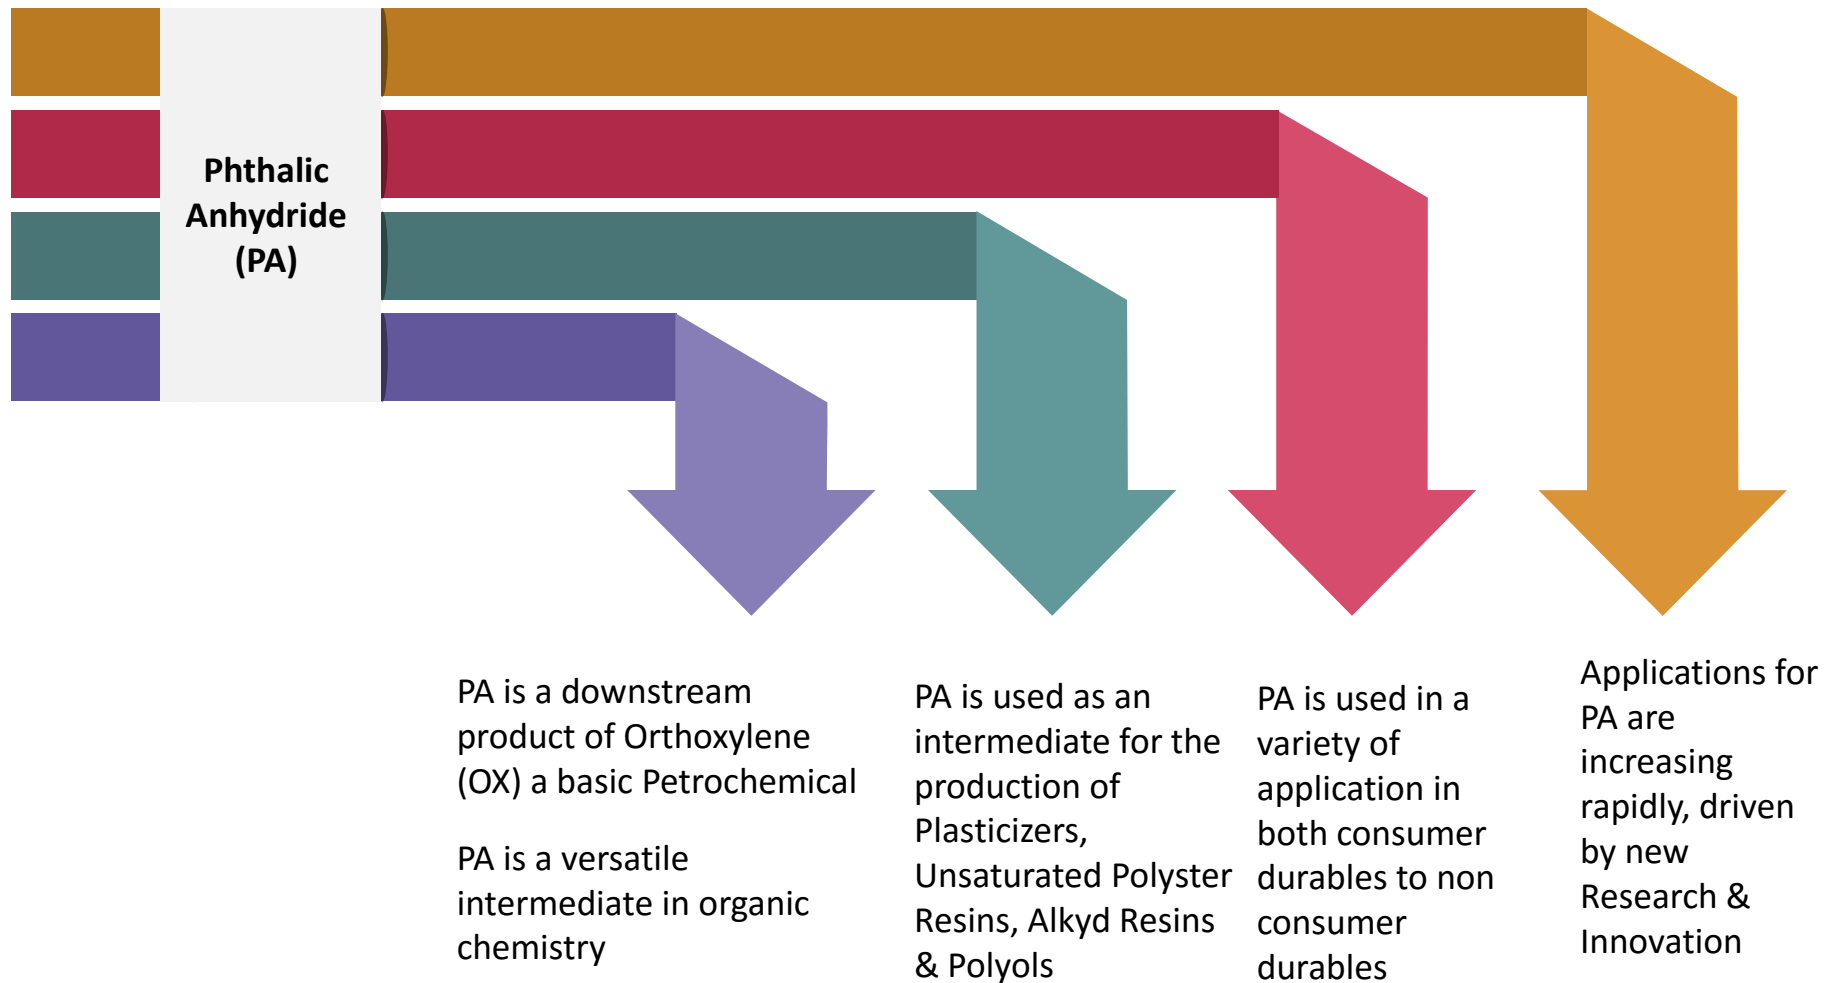 Phthalic
Anhydride
(PA)
PA is a downstream
product of Orthoxylene
(OX) a basic Petrochemical
PA is a versatile
intermediate in organic
chemistry
PA is used as an
intermediate for the
production of
Plasticizers,
Unsaturated Polyster
Resins, Alkyd Resins
& Polyols
PA is used in a
variety of
application in
both consumer
durables to non
consumer
durables
Applications for
PA are
increasing
rapidly, driven
by new
Research &
Innovation